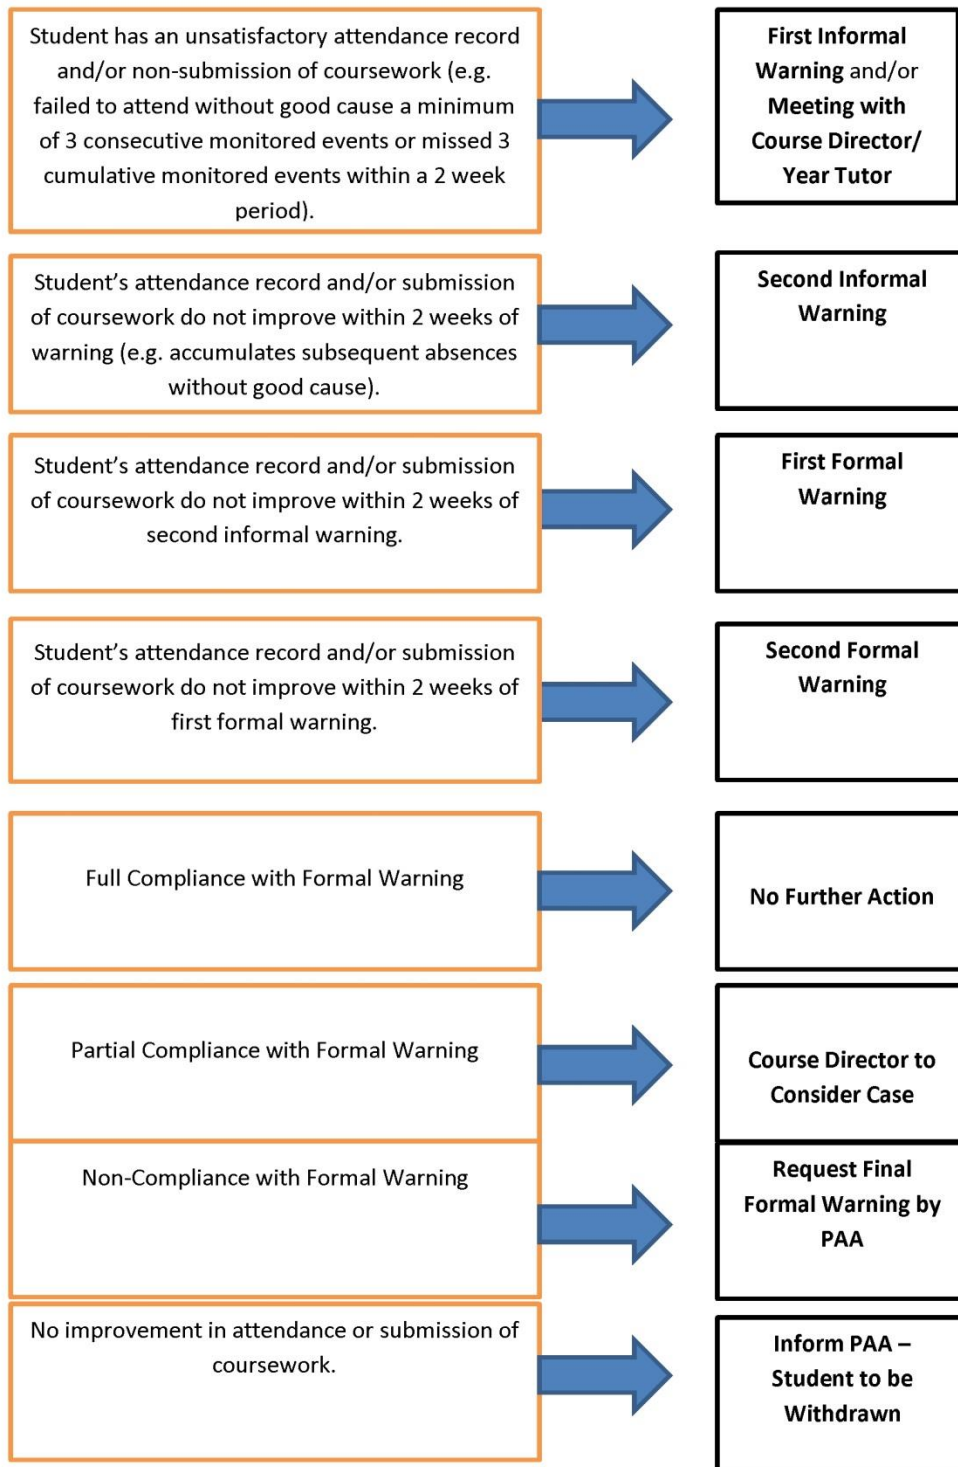 Student has an unsatisfactory attendance record
and/or non-submission of coursework (e.g.
failed to attend without good cause a minimum
of 3 consecutive monitored events or missed 3
cumulative monitored events within a 2 week
period).
First Informal
Warning and/or
Meeting with
Course Director/
Year Tutor
Student’s attendance record and/or submission
of coursework do not improve within 2 weeks of
warning (e.g. accumulates subsequent absences
without good cause).
Second Informal
Warning
Student’s attendance record and/or submission
of coursework do not improve within 2 weeks of
second informal warning.
First Formal
Warning
Student’s attendance record and/or submission
of coursework do not improve within 2 weeks of
first formal warning.
Second Formal
Warning
Full Compliance with Formal Warning
No Further Action
Partial Compliance with Formal Warning
Course Director to
Consider Case
Non-Compliance with Formal Warning
Request Final
Formal Warning by
PAA
No improvement in attendance or submission of
coursework.
Inform PAA –
Student to be
Withdrawn